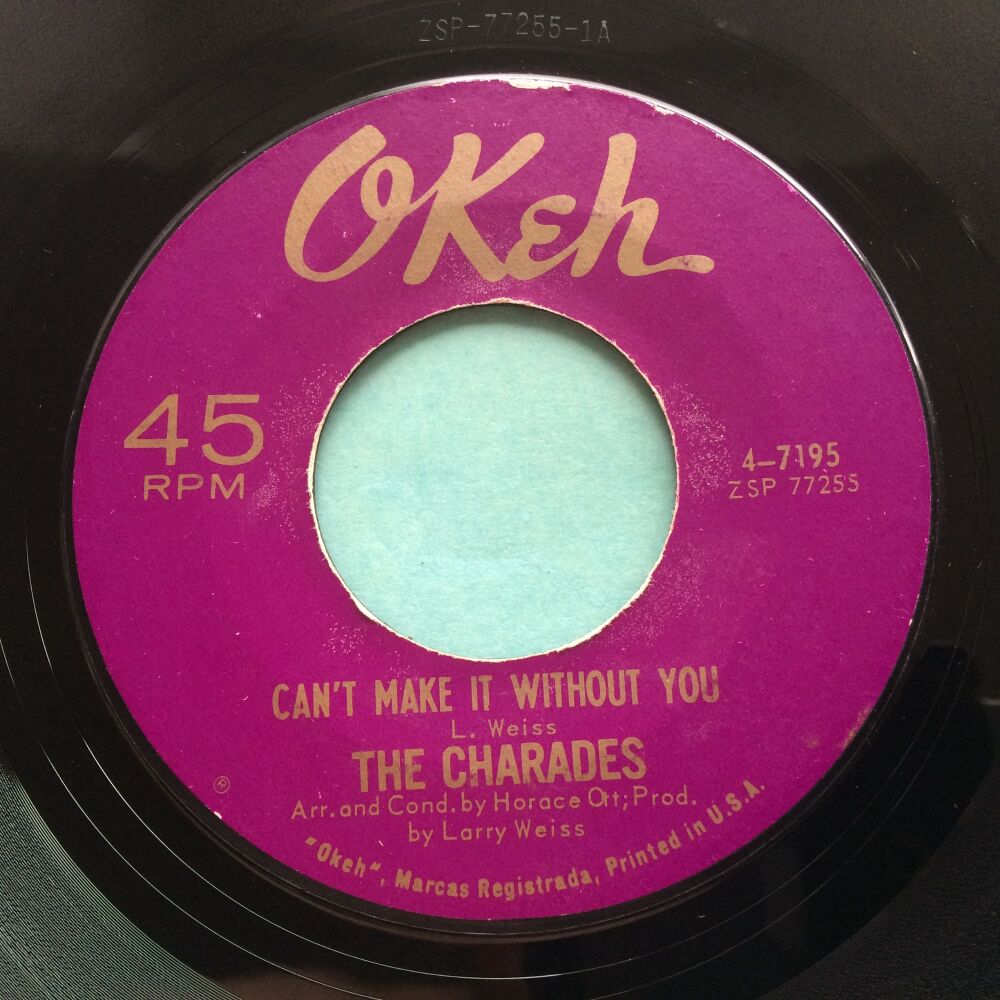 ZSP-77255-1A
OKeh
45
RPM
4-7195
ZSP 77255
CAN'T MAKE IT WITHOUT YOU
L. Weiss
THE CHARADES
Arr. and Cond. by Horace Ott; Prod.
by Larry Weiss
®
"Okeh", Marcas Registrada, Printed in U.S.A.